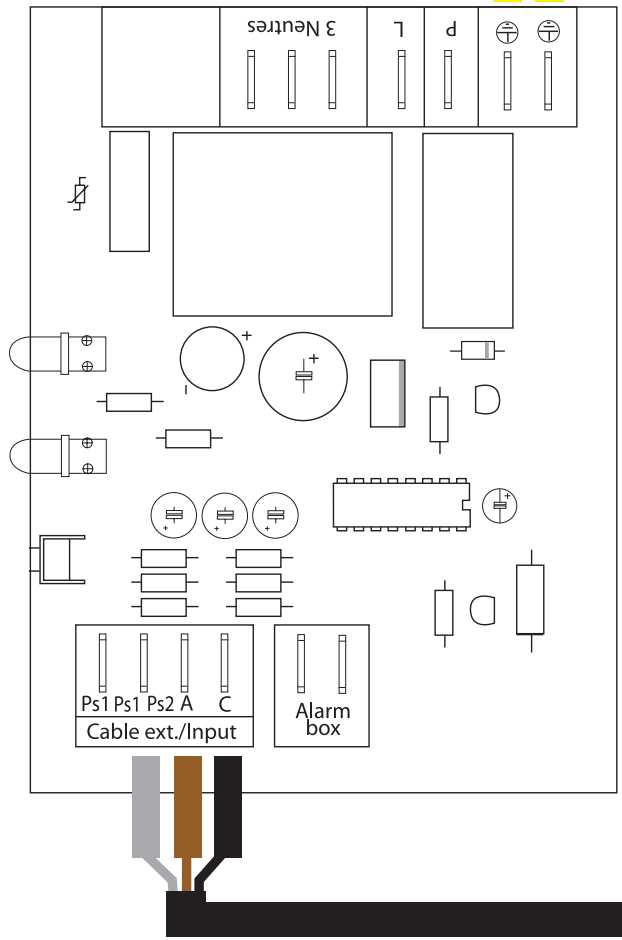 3 Neutres L P
+
-
+
+
+ + +
Ps1 Ps1 Ps2 A C
Cable ext./Input
Alarm
box